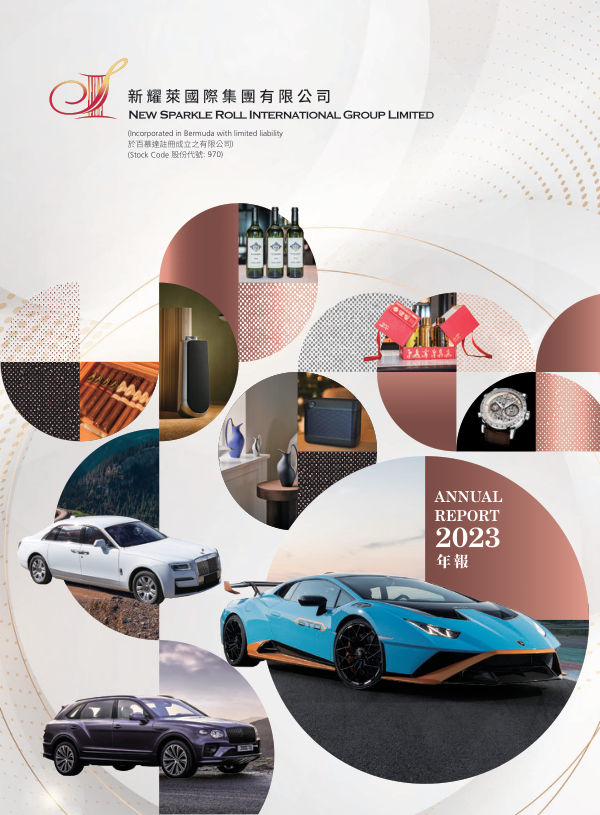 新耀萊國際集團有限公司
NEW SPARKLE ROLL INTERNATIONAL GROUP LIMITED
(Incorporated in Bermuda with limited liability
於百慕達註冊成立之有限公司)
(Stock Code 股份代號: 970)
ANNUAL
REPORT
2023
年報
STO